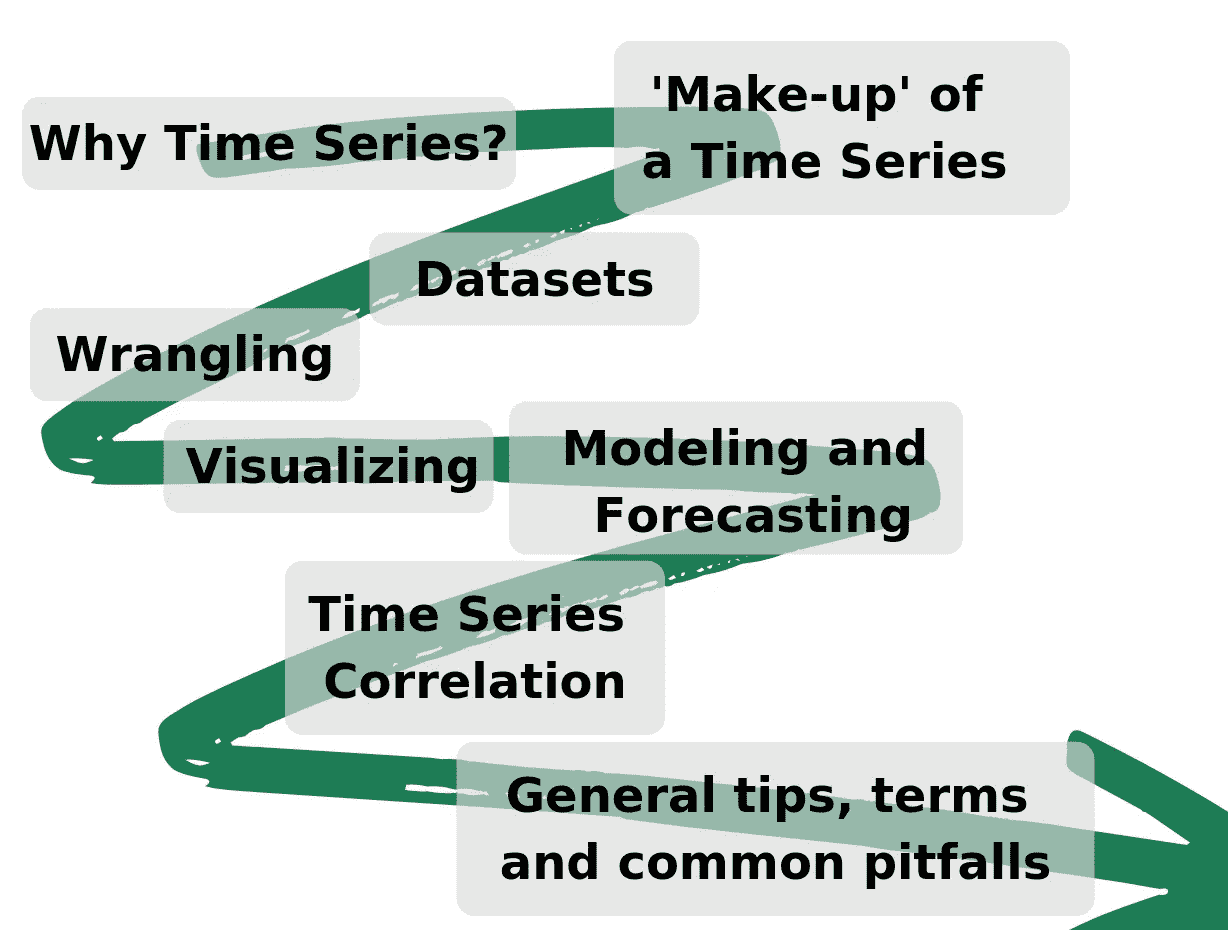 Why Time Series?
'Make-up' of
a Time Series
Datasets
Wrangling
Visualizing
Modeling and
Forecasting
Time Series
Correlation
General tips, terms
and common pitfalls